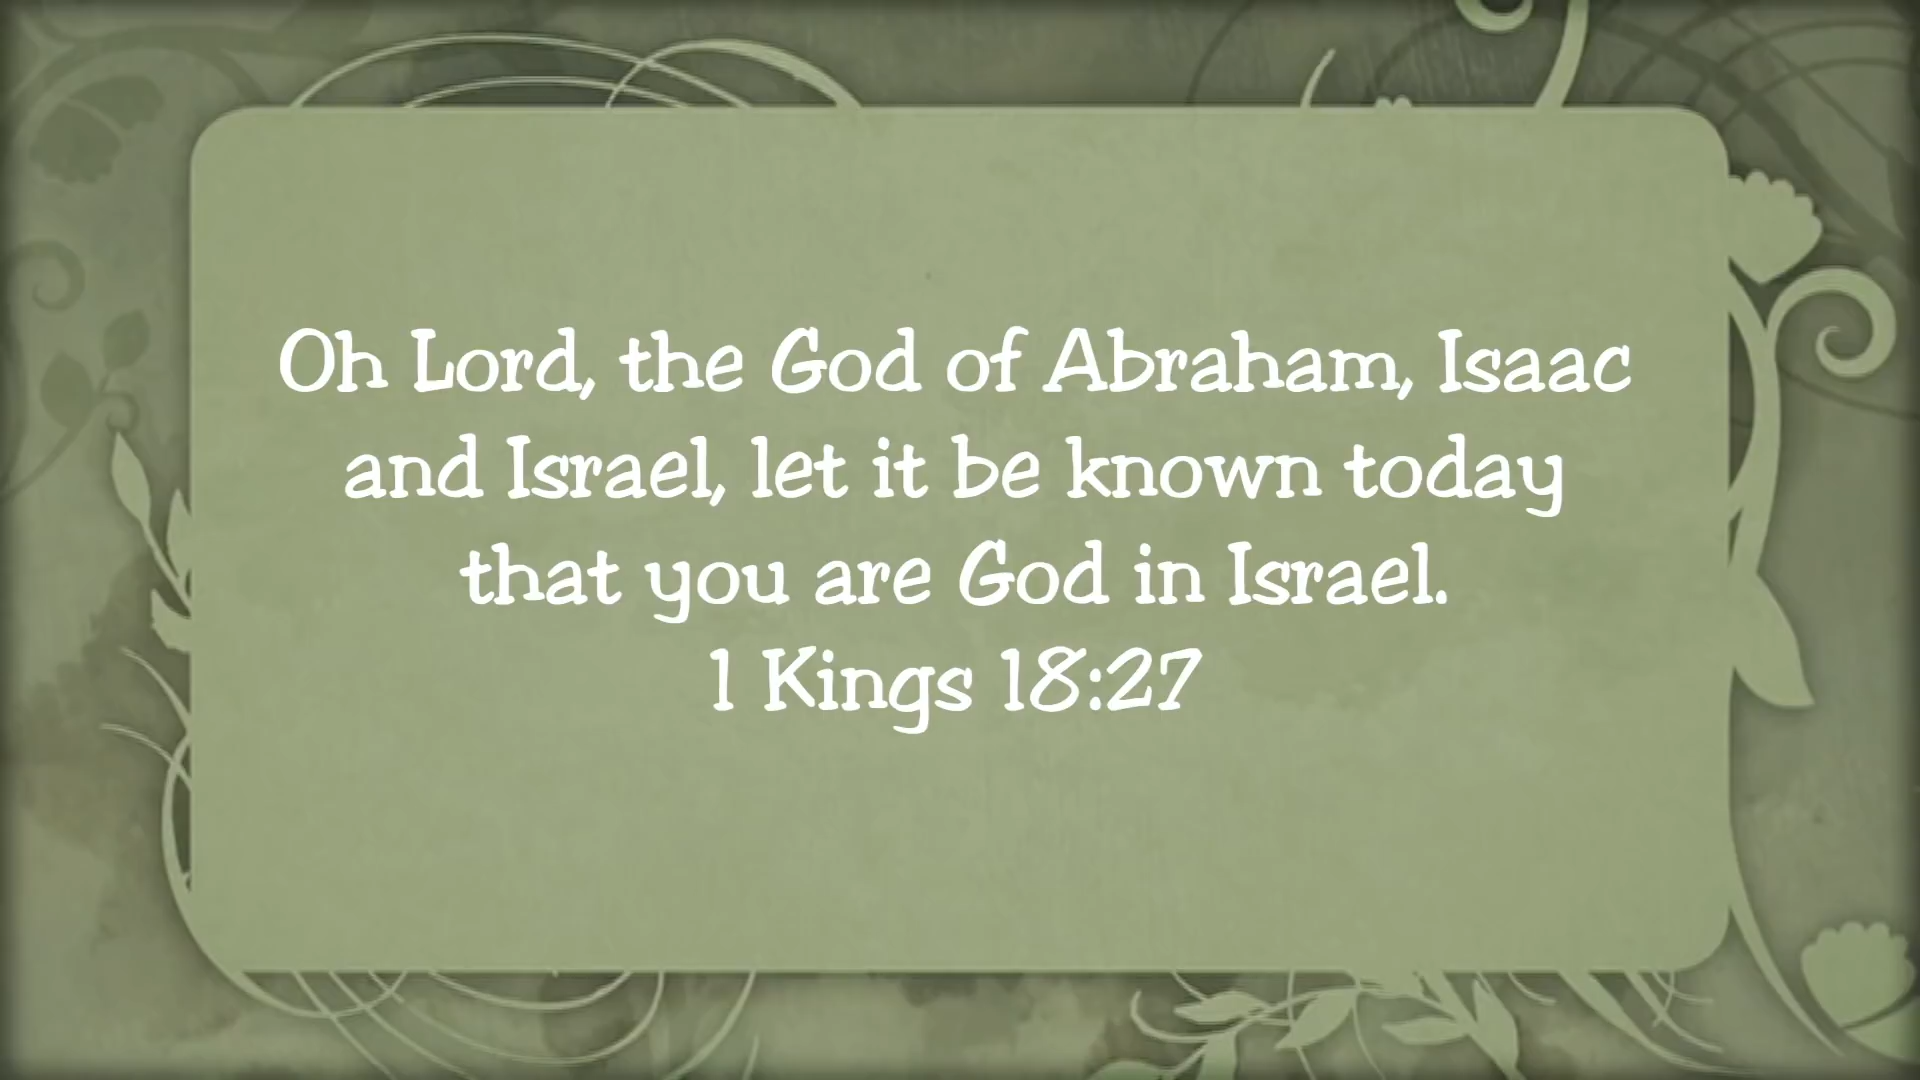 Oh Lord, the God of Abraham, Isaac
and Israel, let it be known today
that you are God in Israel.
1 Kings 18:27